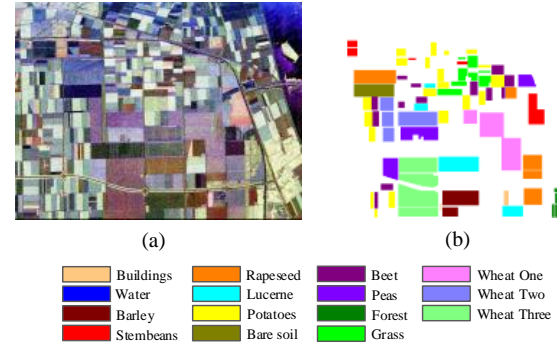 (a) (b)
Buildings Rapeseed Beet Wheat One
Water Lucerne Peas Wheat Two
Barley Potatoes Forest Wheat Three
Stembeans Bare soil Grass